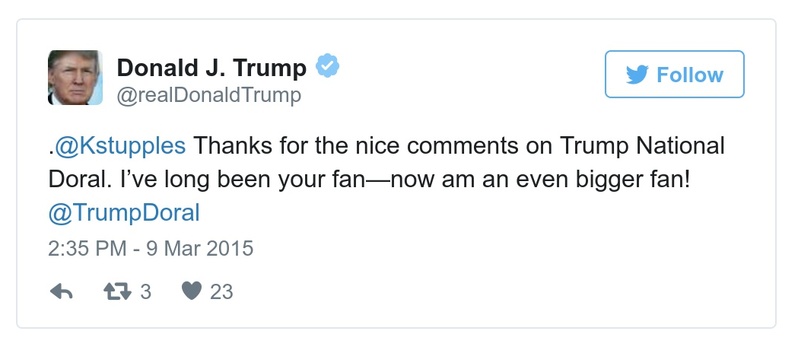 Donald J. Trump
@realDonaldTrump
Follow
.@Kstupples Thanks for the nice comments on Trump National
Doral. I’ve long been your fan—now am an even bigger fan!
@TrumpDoral
2:35 PM - 9 Mar 2015
3 23